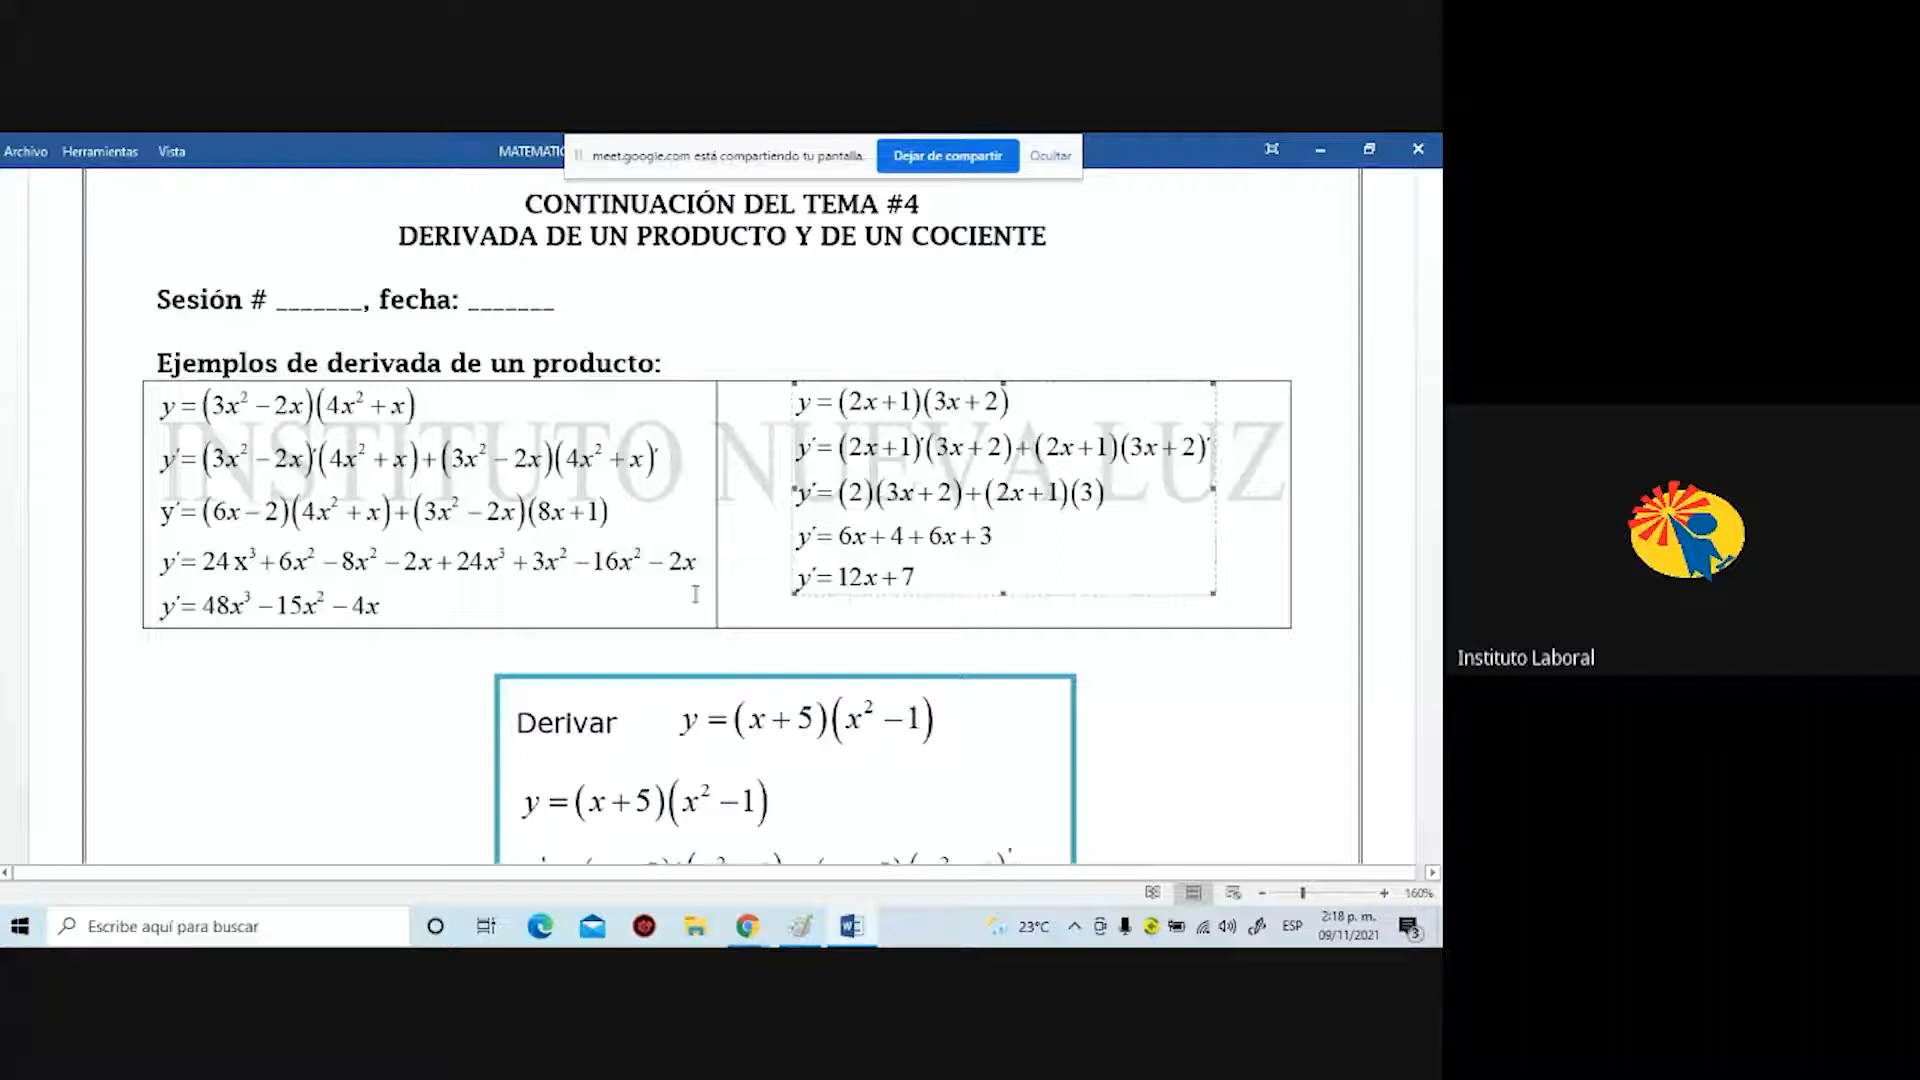 Archivo Herramientas Vista MATEMATIC
meet.google.com está compartiendo tu pantalla. Dejar de compartir Ocultar
CONTINUACIÓN DEL TEMA #4
DERIVADA DE UN PRODUCTO Y DE UN COCIENTE
Sesión # _______, fecha: _______
Ejemplos de derivada de un producto:
y = (3x² − 2x)(4x² + x)
y´= (3x² − 2x)´(4x² + x) + (3x² − 2x)(4x² + x)´
y´= (6x − 2)(4x² + x) + (3x² − 2x)(8x + 1)
y´= 24x³ + 6x² − 8x² − 2x + 24x³ + 3x² − 16x² − 2x
y´= 48x³ − 15x² − 4x
y = (2x + 1)(3x + 2)
y´= (2x + 1)´(3x + 2) + (2x + 1)(3x + 2)´
y´= (2)(3x + 2) + (2x + 1)(3)
y´= 6x + 4 + 6x + 3
y´= 12x + 7
INSTITUTO NUEVA LUZ
Derivar y = (x + 5)(x² − 1)
y = (x + 5)(x² − 1)
160%
Escribe aquí para buscar
23°C ESP 2:18 p. m.
09/11/2021
3
Instituto Laboral